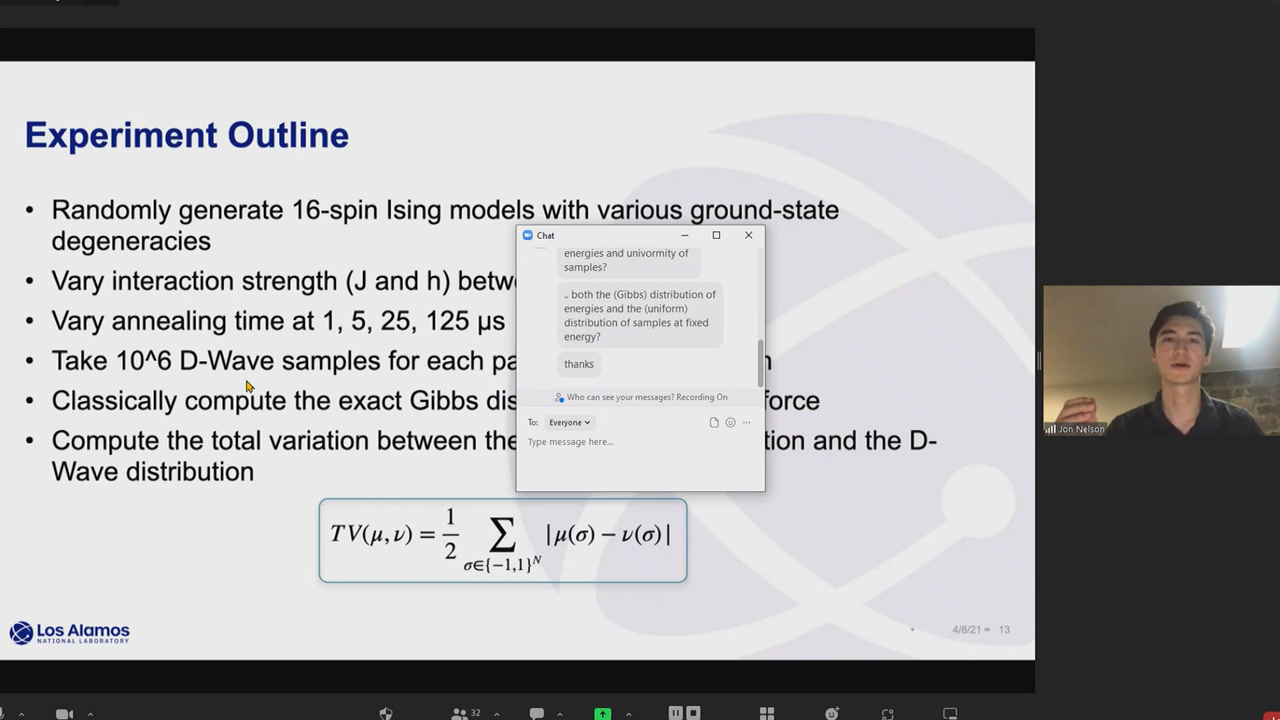 Experiment Outline
• Randomly generate 16-spin Ising models with various ground-state
degeneracies
• Vary interaction strength (J and h)
• Vary annealing time at 1, 5, 25, 125 μs
• Take 10^6 D-Wave samples for each
• Classically compute the exact Gibbs
• Compute the total variation between the
and the D-
Wave distribution
TV(μ, ν) = 1/2 ∑ |μ(σ) − ν(σ)|
σ∈{−1,1}^N
Los Alamos
NATIONAL LABORATORY
4/8/21
13
Chat
energies and univormity of
samples?
.. both the (Gibbs) distribution of
energies and the (uniform)
distribution of samples at fixed
energy?
thanks
Who can see your messages? Recording On
To: Everyone
Type message here...
Jon Nelson
32